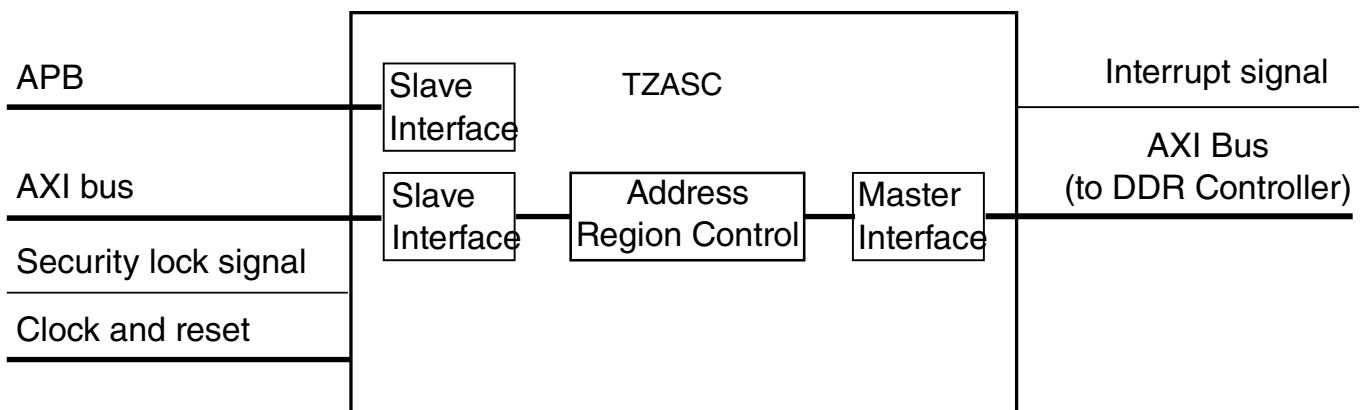 APB
Slave
Interface
TZASC
Interrupt signal
AXI bus
Slave
Interface
Address
Region Control
Master
Interface
AXI Bus
(to DDR Controller)
Security lock signal
Clock and reset